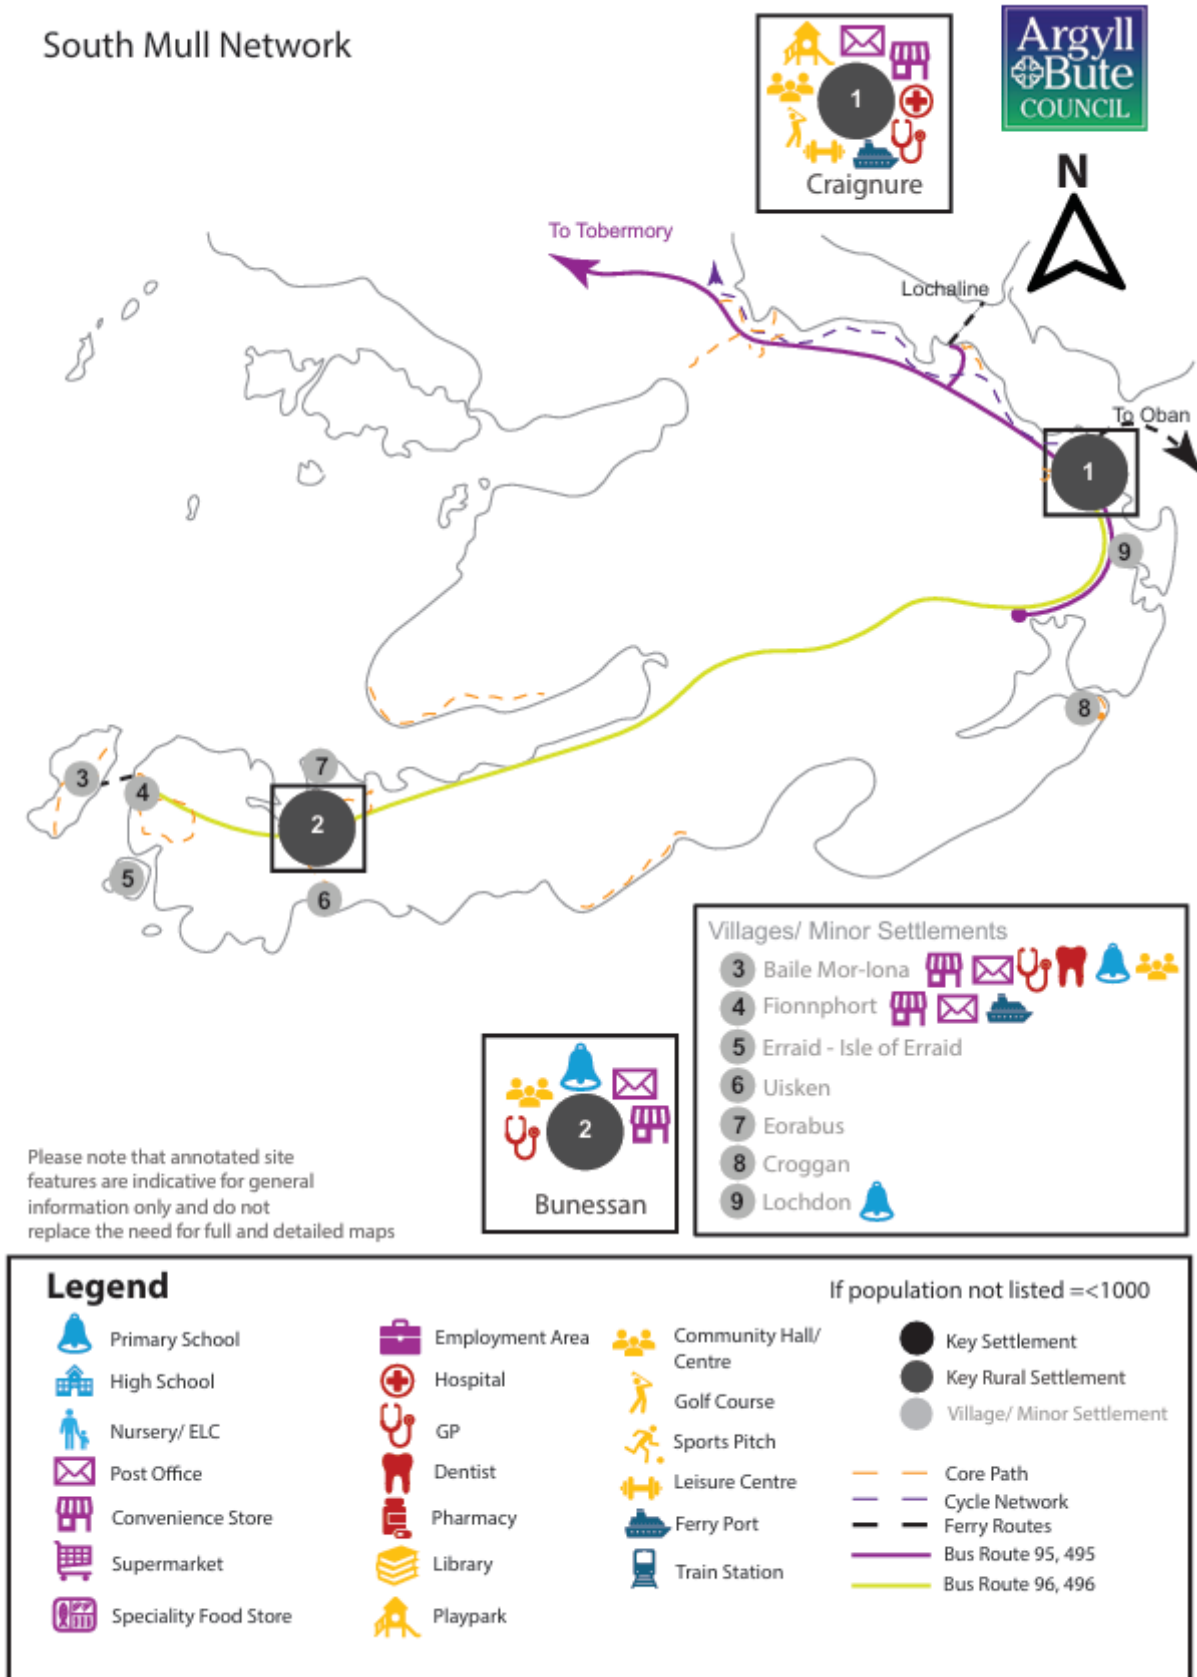 South Mull Network
Argyll
Bute
COUNCIL
1
Craignure
N
To Tobermory
Lochaline
To Oban
1
9
8
7
3
4
2
5
6
Villages/ Minor Settlements
3 Baile Mor-Iona
4 Fionnphort
5 Erraid - Isle of Erraid
6 Uisken
7 Eorabus
8 Croggan
9 Lochdon
2
Bunessan
Please note that annotated site
features are indicative for general
information only and do not
replace the need for full and detailed maps
Legend
If population not listed =<1000
Primary School
High School
Nursery/ ELC
Post Office
Convenience Store
Supermarket
Speciality Food Store
Employment Area
Hospital
GP
Dentist
Pharmacy
Library
Playpark
Community Hall/
Centre
Golf Course
Sports Pitch
Leisure Centre
Ferry Port
Train Station
Key Settlement
Key Rural Settlement
Village/ Minor Settlement
Core Path
Cycle Network
Ferry Routes
Bus Route 95, 495
Bus Route 96, 496